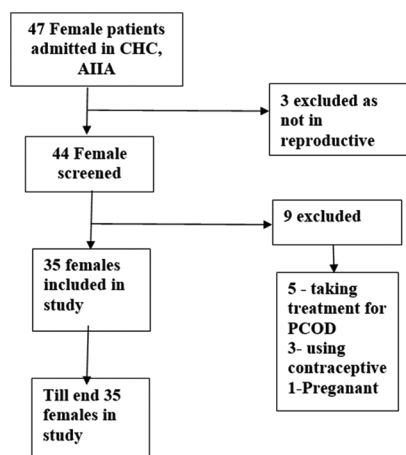 47 Female patients
admitted in CHC,
AIIA
3 excluded as
not in
reproductive
44 Female
screened
9 excluded
35 females
included in
study
5 - taking
treatment for
PCOD
3- using
contraceptive
1-Preganant
Till end 35
females in
study